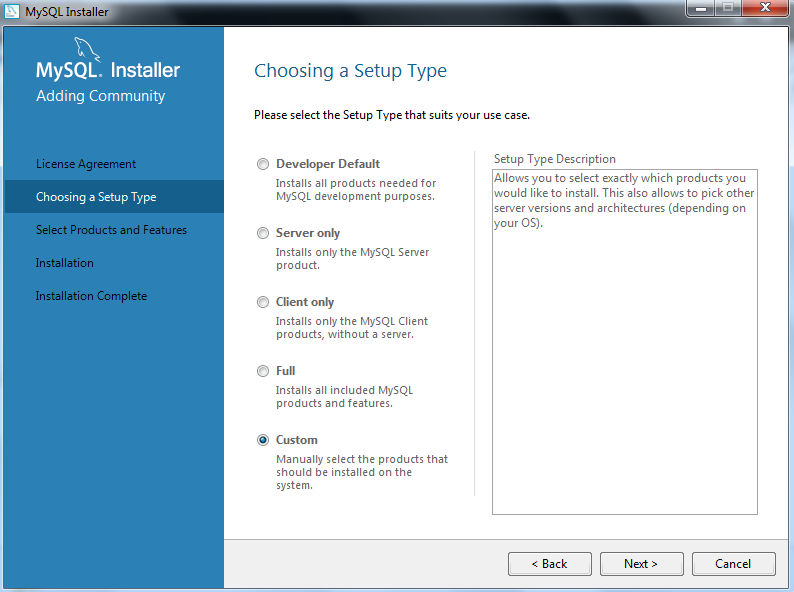 MySQL Installer
MySQL. Installer
Adding Community
License Agreement
Choosing a Setup Type
Select Products and Features
Installation
Installation Complete
Choosing a Setup Type
Please select the Setup Type that suits your use case.
Developer Default
Installs all products needed for
MySQL development purposes.
Server only
Installs only the MySQL Server
product.
Client only
Installs only the MySQL Client
products, without a server.
Full
Installs all included MySQL
products and features.
Custom
Manually select the products that
should be installed on the
system.
Setup Type Description
Allows you to select exactly which products you
would like to install. This also allows to pick other
server versions and architectures (depending on
your OS).
< Back
Next >
Cancel